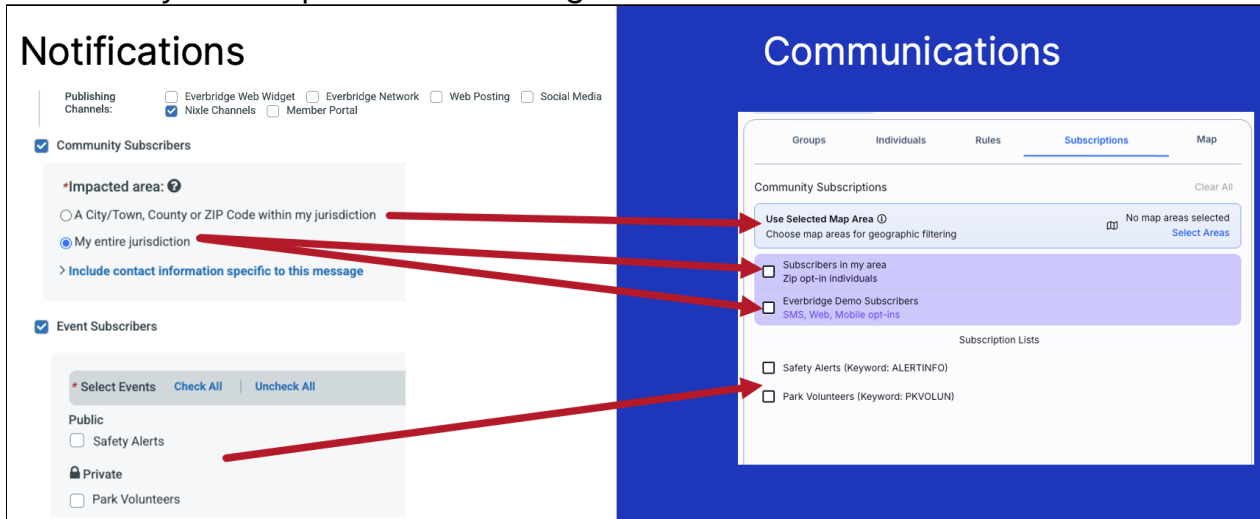 Notifications
Publishing Channels:
Everbridge Web Widget Everbridge Network Web Posting Social Media
Nixle Channels Member Portal
Community Subscribers
*Impacted area:
A City/Town, County or ZIP Code within my jurisdiction
My entire jurisdiction
> Include contact information specific to this message
Event Subscribers
* Select Events Check All | Uncheck All
Public
Safety Alerts
Private
Park Volunteers
Communications
Groups Individuals Rules Subscriptions Map
Community Subscriptions Clear All
Use Selected Map Area
Choose map areas for geographic filtering
No map areas selected
Select Areas
Subscribers in my area
Zip opt-in individuals
Everbridge Demo Subscribers
SMS, Web, Mobile opt-ins
Subscription Lists
Safety Alerts (Keyword: ALERTINFO)
Park Volunteers (Keyword: PKVOLUN)